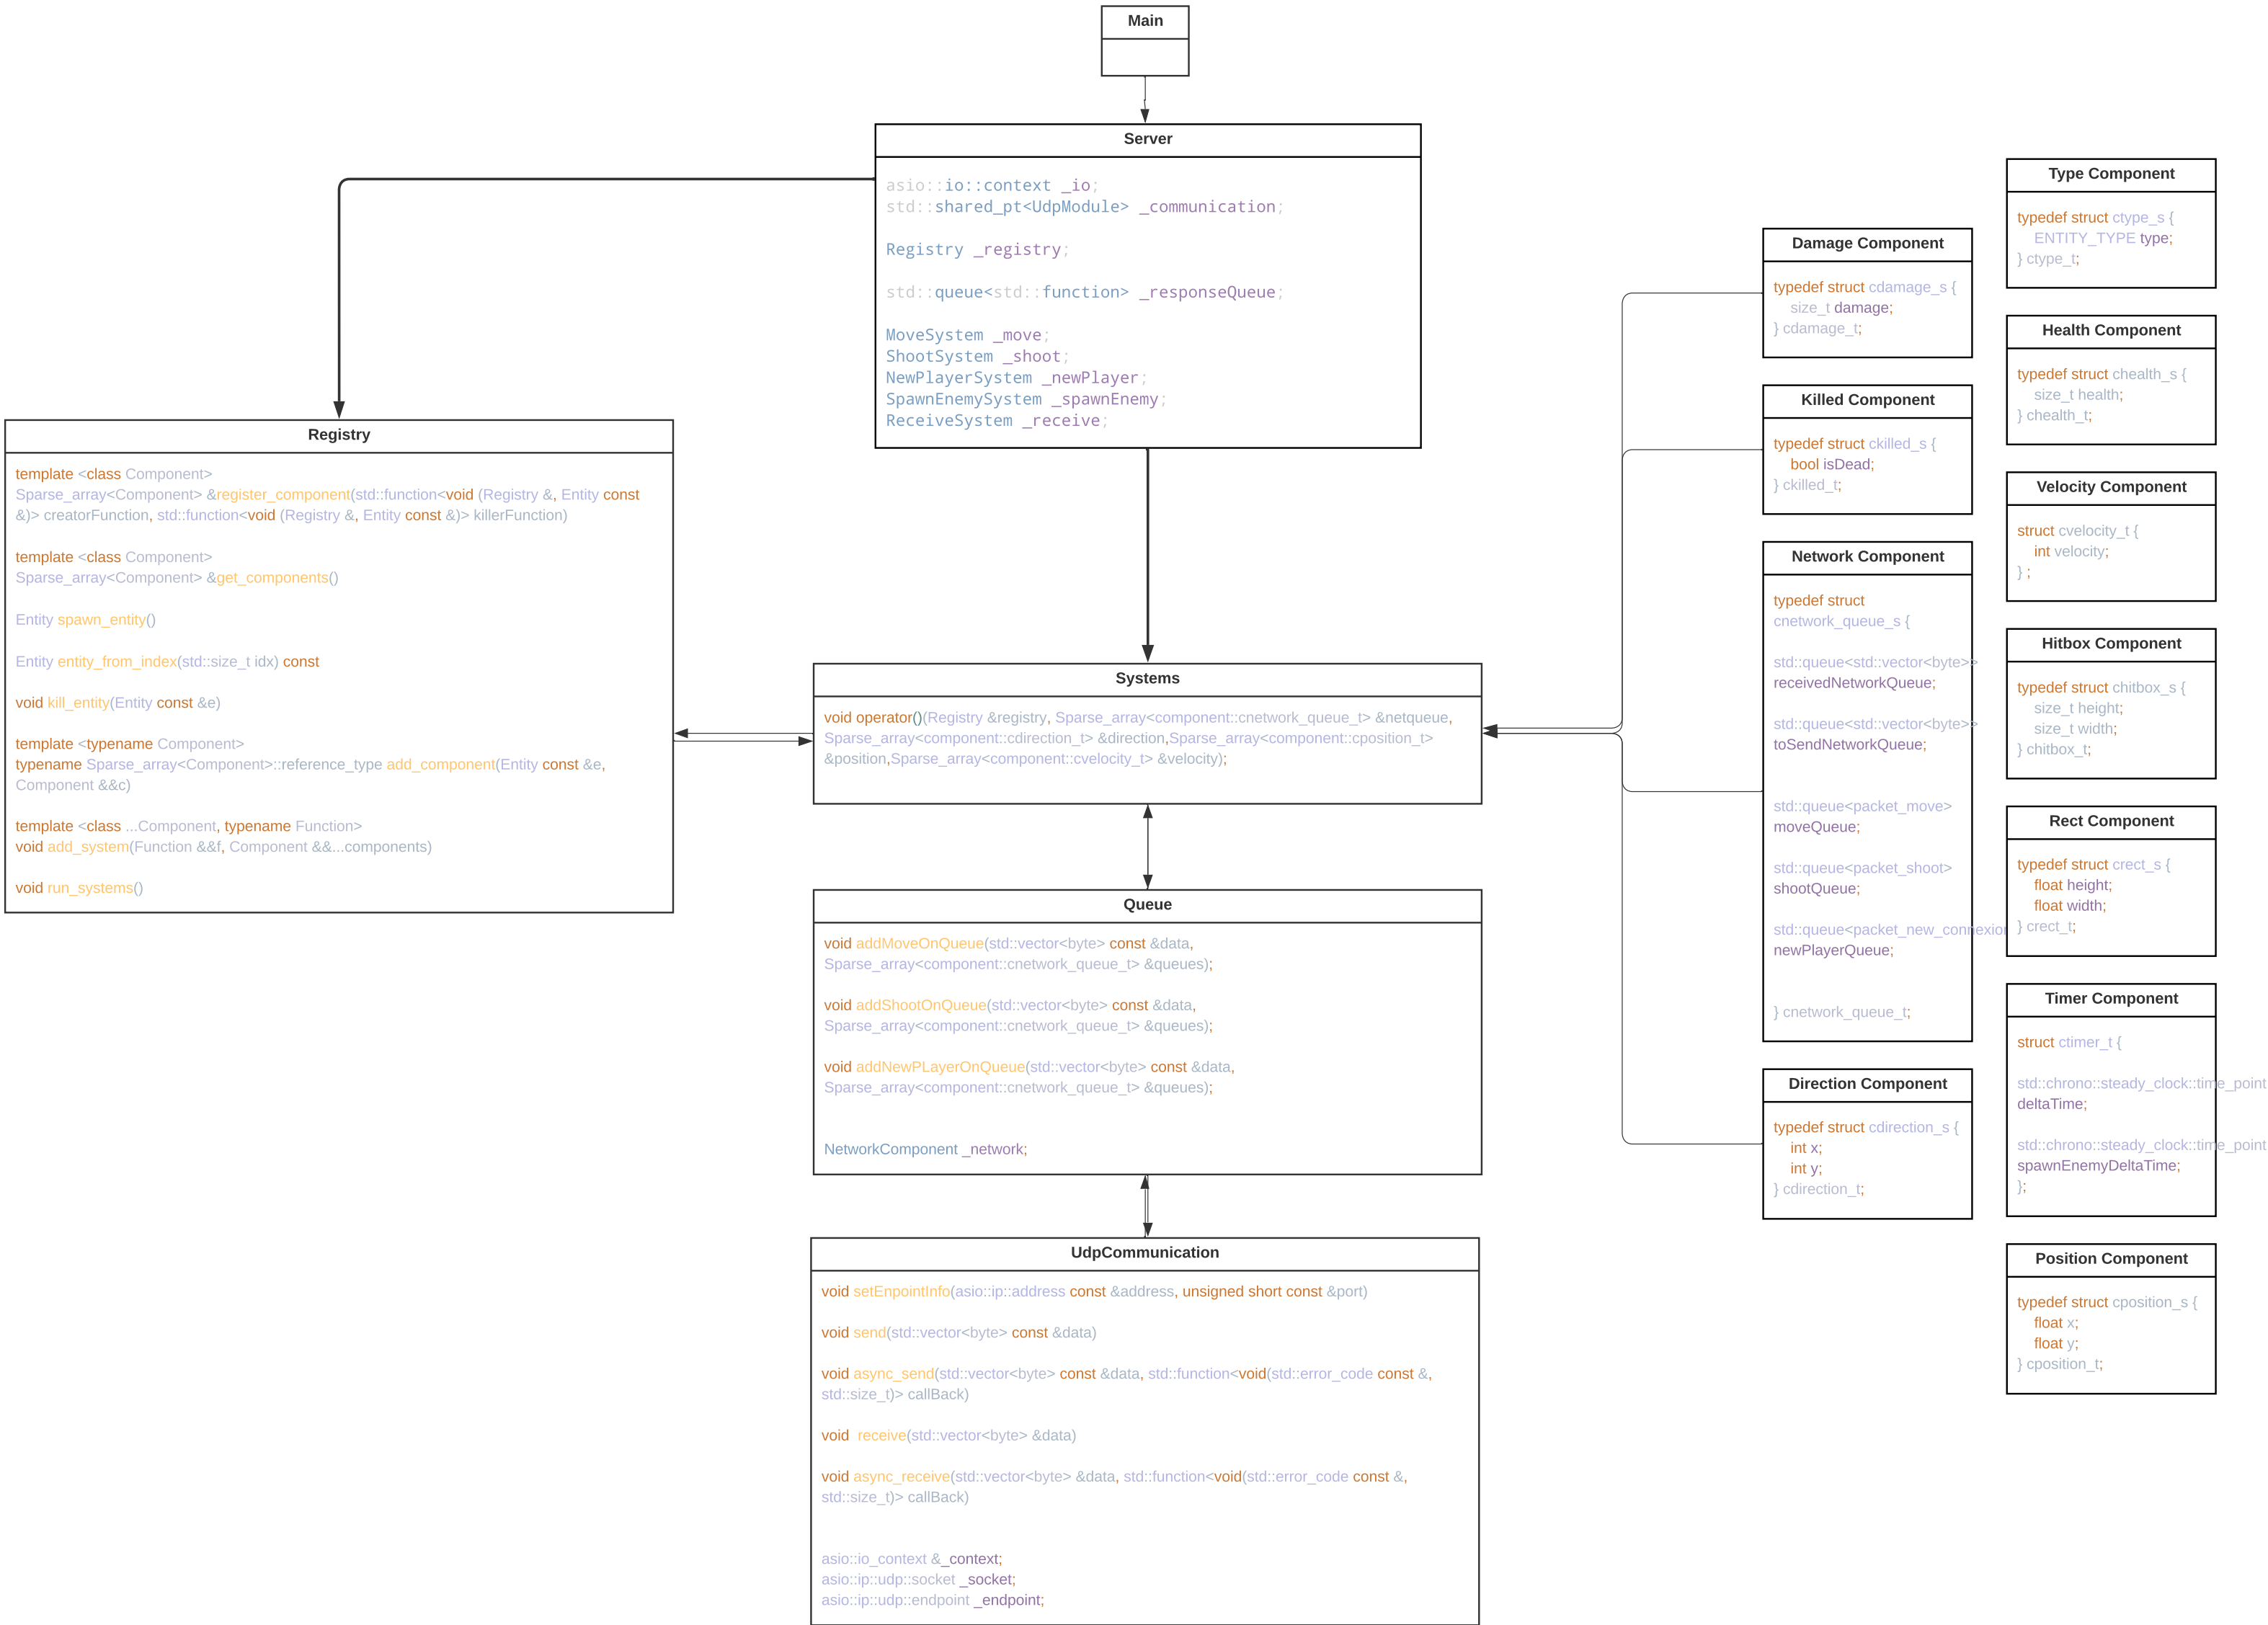 Main
Server
asio::io::context _io;
std::shared_pt<UdpModule> _communication;
Registry _registry;
std::queue<std::function> _responseQueue;
MoveSystem _move;
ShootSystem _shoot;
NewPlayerSystem _newPlayer;
SpawnEnemySystem _spawnEnemy;
ReceiveSystem _receive;
Registry
template <class Component>
Sparse_array<Component> &register_component(std::function<void (Registry &, Entity const
&)> creatorFunction, std::function<void (Registry &, Entity const &)> killerFunction)
template <class Component>
Sparse_array<Component> &get_components()
Entity spawn_entity()
Entity entity_from_index(std::size_t idx) const
void kill_entity(Entity const &e)
template <typename Component>
typename Sparse_array<Component>::reference_type add_component(Entity const &e,
Component &&c)
template <class ...Component, typename Function>
void add_system(Function &&f, Component &&...components)
void run_systems()
Systems
void operator()(Registry &registry, Sparse_array<component::cnetwork_queue_t> &netqueue,
Sparse_array<component::cdirection_t> &direction,Sparse_array<component::cposition_t>
&position,Sparse_array<component::cvelocity_t> &velocity);
Queue
void addMoveOnQueue(std::vector<byte> const &data,
Sparse_array<component::cnetwork_queue_t> &queues);
void addShootOnQueue(std::vector<byte> const &data,
Sparse_array<component::cnetwork_queue_t> &queues);
void addNewPLayerOnQueue(std::vector<byte> const &data,
Sparse_array<component::cnetwork_queue_t> &queues);
NetworkComponent _network;
UdpCommunication
void setEnpointInfo(asio::ip::address const &address, unsigned short const &port)
void send(std::vector<byte> const &data)
void async_send(std::vector<byte> const &data, std::function<void(std::error_code const &,
std::size_t)> callBack)
void  receive(std::vector<byte> &data)
void async_receive(std::vector<byte> &data, std::function<void(std::error_code const &,
std::size_t)> callBack)
asio::io_context &_context;
asio::ip::udp::socket _socket;
asio::ip::udp::endpoint _endpoint;
Damage Component
typedef struct cdamage_s {
size_t damage;
} cdamage_t;
Killed Component
typedef struct ckilled_s {
bool isDead;
} ckilled_t;
Network Component
typedef struct
cnetwork_queue_s {
std::queue<std::vector<byte>>
receivedNetworkQueue;
std::queue<std::vector<byte>>
toSendNetworkQueue;
std::queue<packet_move>
moveQueue;
std::queue<packet_shoot>
shootQueue;
std::queue<packet_new_connexion
newPlayerQueue;
} cnetwork_queue_t;
Direction Component
typedef struct cdirection_s {
int x;
int y;
} cdirection_t;
Type Component
typedef struct ctype_s {
ENTITY_TYPE type;
} ctype_t;
Health Component
typedef struct chealth_s {
size_t health;
} chealth_t;
Velocity Component
struct cvelocity_t {
int velocity;
} ;
Hitbox Component
typedef struct chitbox_s {
size_t height;
size_t width;
} chitbox_t;
Rect Component
typedef struct crect_s {
float height;
float width;
} crect_t;
Timer Component
struct ctimer_t {
std::chrono::steady_clock::time_point
deltaTime;
std::chrono::steady_clock::time_point
spawnEnemyDeltaTime;
};
Position Component
typedef struct cposition_s {
float x;
float y;
} cposition_t;